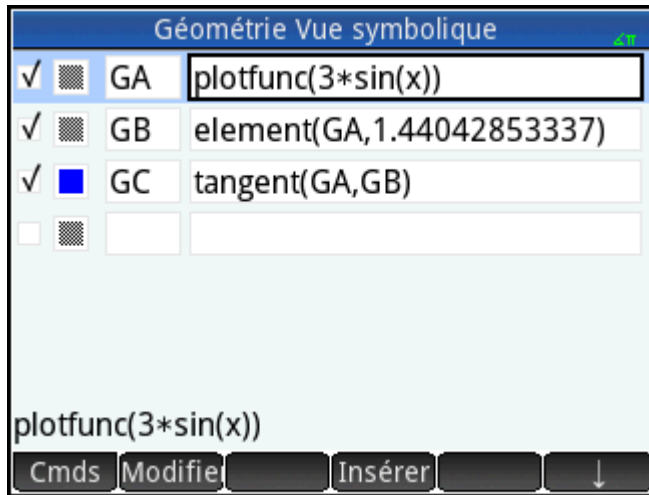 Géométrie Vue symbolique
∡π
√ GA plotfunc(3*sin(x))
√ GB element(GA,1.44042853337)
√ GC tangent(GA,GB)
plotfunc(3*sin(x))
Cmds Modifie Insérer ↓